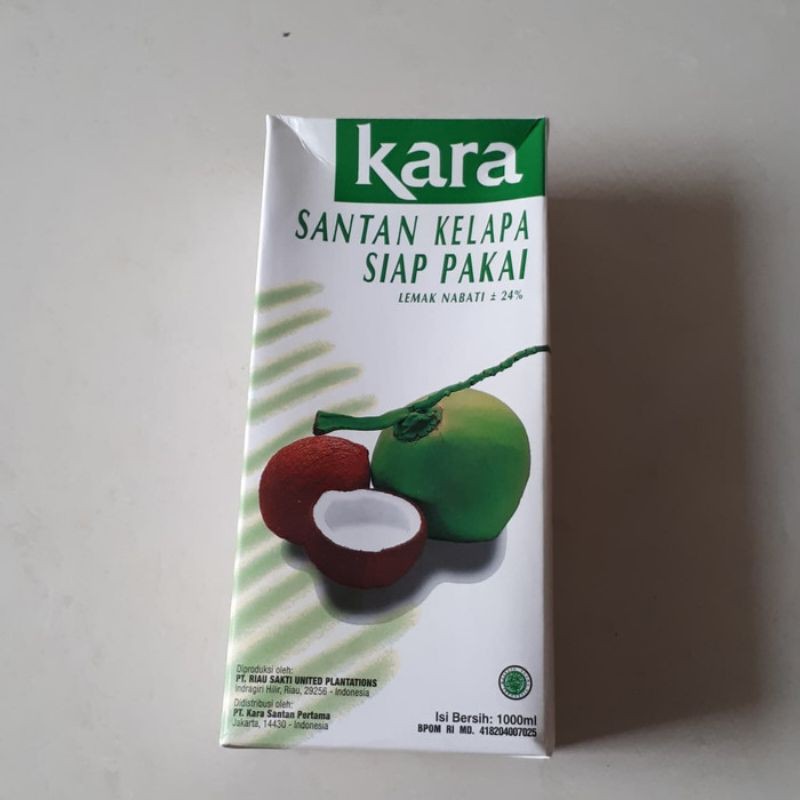 kara
SANTAN KELAPA
SIAP PAKAI
LEMAK NABATI ± 24%
Diproduksi oleh:
PT. RIAU SAKTI UNITED PLANTATIONS
Indragiri Hilir, Riau, 29256 - Indonesia
Didistribusi oleh:
PT. Kara Santan Pertama
Jakarta, 14430 - Indonesia
Isi Bersih: 1000ml
BPOM RI MD. 418204007025